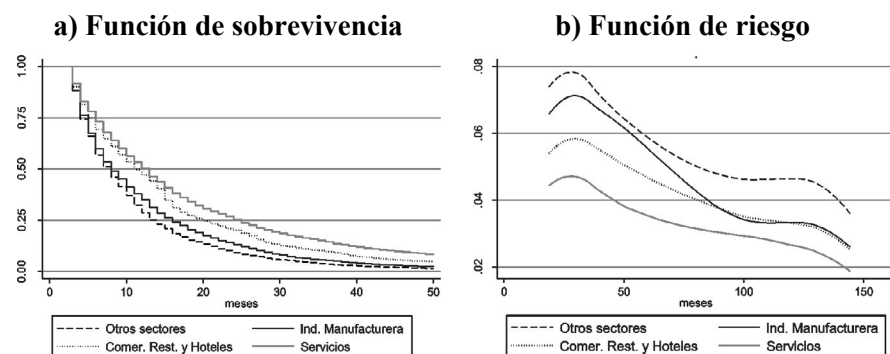 a) Función de sobrevivencia
1.00
0.75
0.50
0.25
0.00
0
10
20
30
40
50
meses
Otros sectores
Ind. Manufacturera
Comer. Rest. y Hoteles
Servicios
b) Función de riesgo
.08
.06
.04
.02
0
50
100
150
meses
Otros sectores
Ind. Manufacturera
Comer. Rest. y Hoteles
Servicios